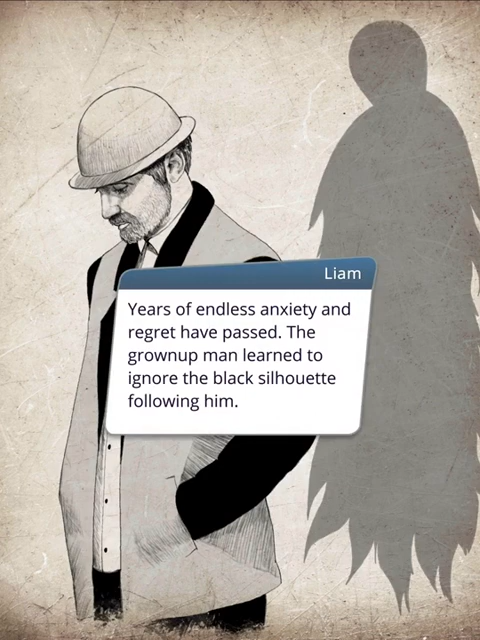 Liam
Years of endless anxiety and
regret have passed. The
grownup man learned to
ignore the black silhouette
following him.